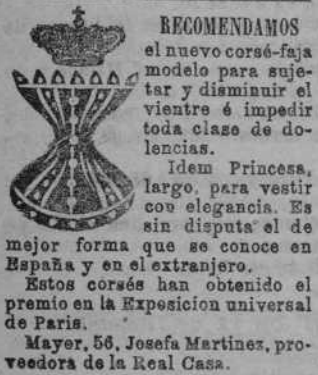 RECOMENDAMOS
el nuevo corsé-faja
modelo para suje-
tar y disminuir el
vientre é impedir
toda clase de do-
lencias.
Idem Princesa,
largo, para vestir
con elegancia. Es
sin disputa el de
mejor forma que se conoce en
España y en el extranjero.
Estos corsés han obtenido el
premio en la Exposicion universal
de Paris.
Mayer, 56, Josefa Martinez, pro-
veedora de la Real Casa.